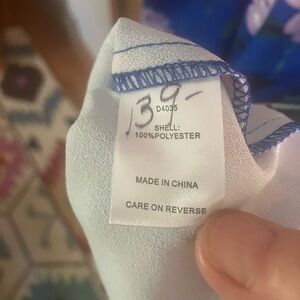 139-
D4035
SHELL:
100%POLYESTER
MADE IN CHINA
CARE ON REVERSE